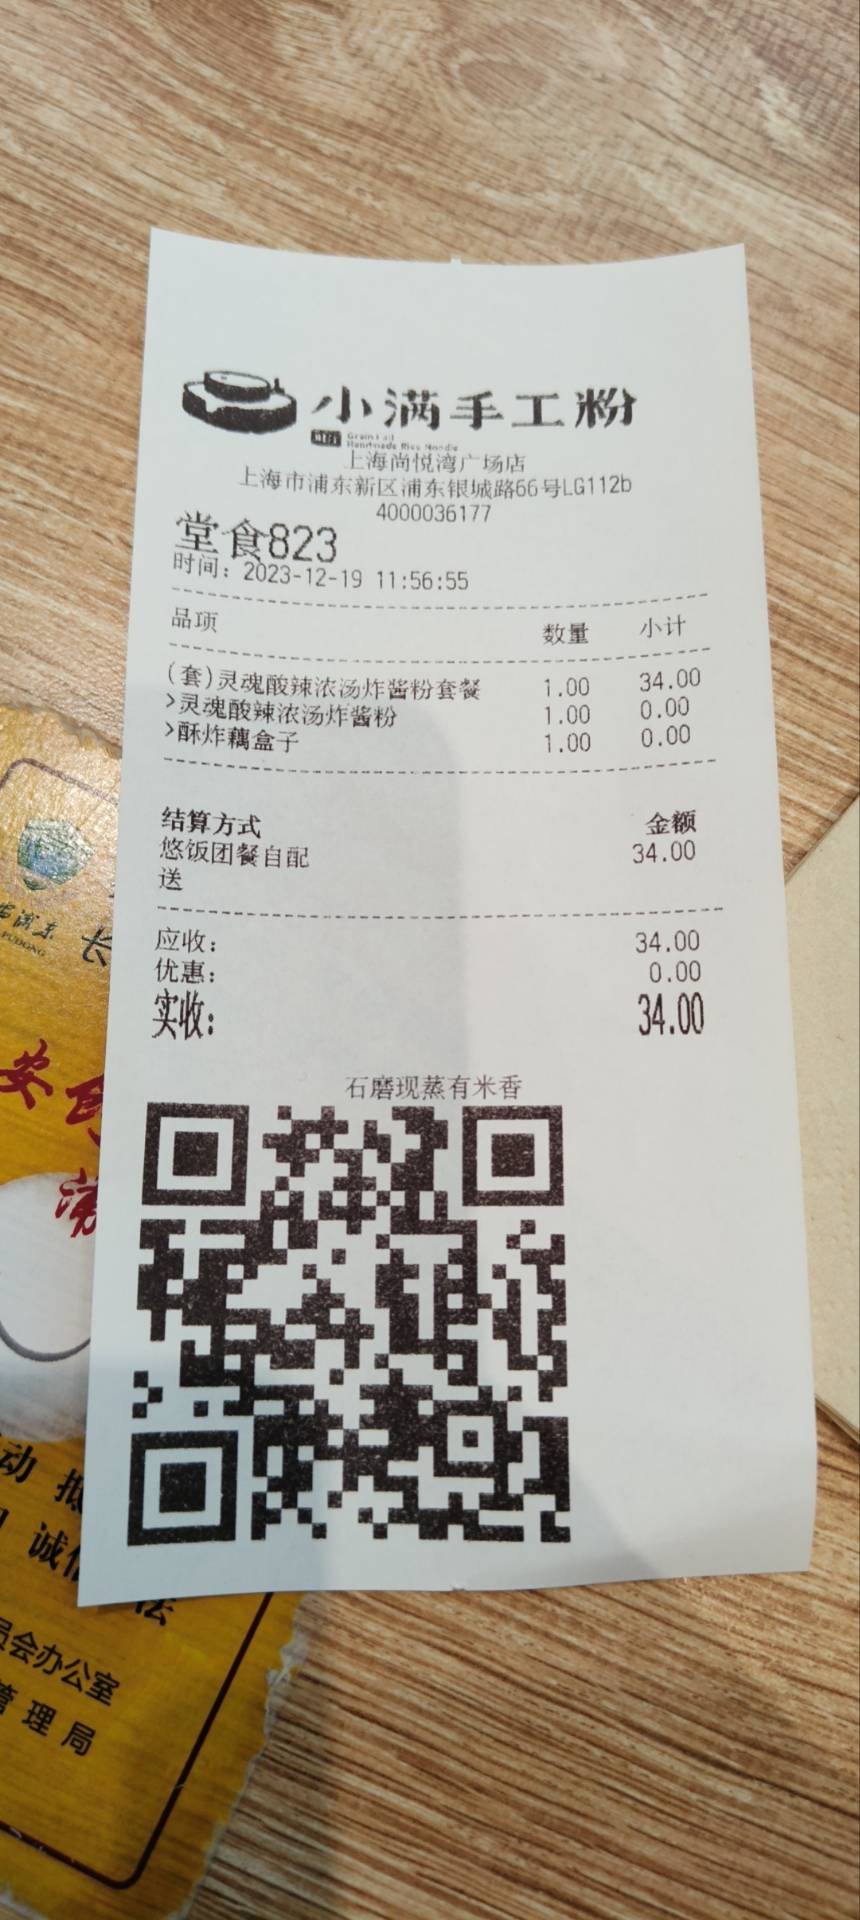 小满手工粉
Handmade Rice Noodle
上海尚悦湾广场店
上海市浦东新区浦东银城路66号LG112b
4000036177
堂食823
时间：2023-12-19 11:56:55
品项 数量 小计
(套)灵魂酸辣浓汤炸酱粉套餐 1.00 34.00
>灵魂酸辣浓汤炸酱粉 1.00 0.00
>酥炸藕盒子 1.00 0.00
结算方式 金额
悠饭团餐自配 34.00
送
应收： 34.00
优惠： 0.00
实收： 34.00
石磨现蒸有米香
浦东
PUDONG
长
安
动
诚信
员会办公室
管理局